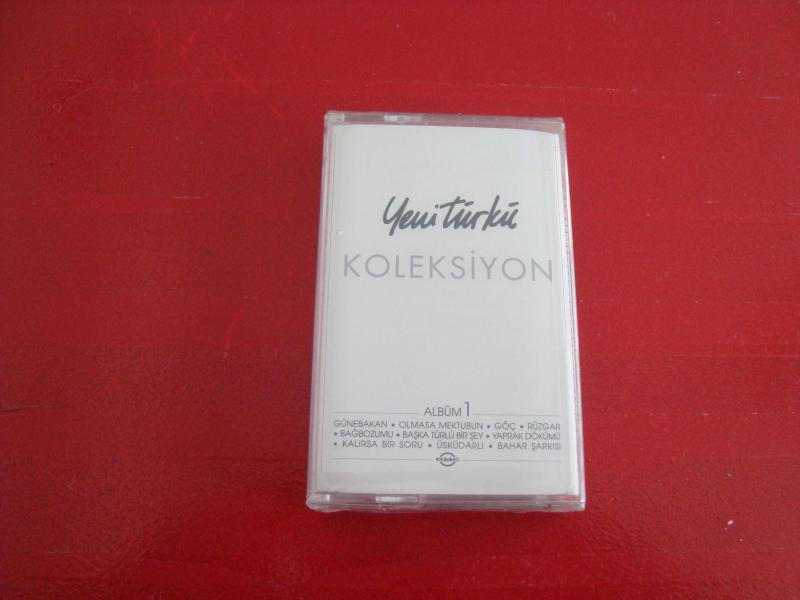 Yeni Türkü
KOLEKSİYON
ALBÜM 1
GÜNEBAKAN • OLMASA MEKTUBUN • GÖÇ • RÜZGAR
• BAĞBOZUMU • BAŞKA TÜRLÜ BİR ŞEY • YAPRAK DÖKÜMÜ
• KALIRSA BİR SORU • ÜSKÜDARLI • BAHAR ŞARKISI
DMC